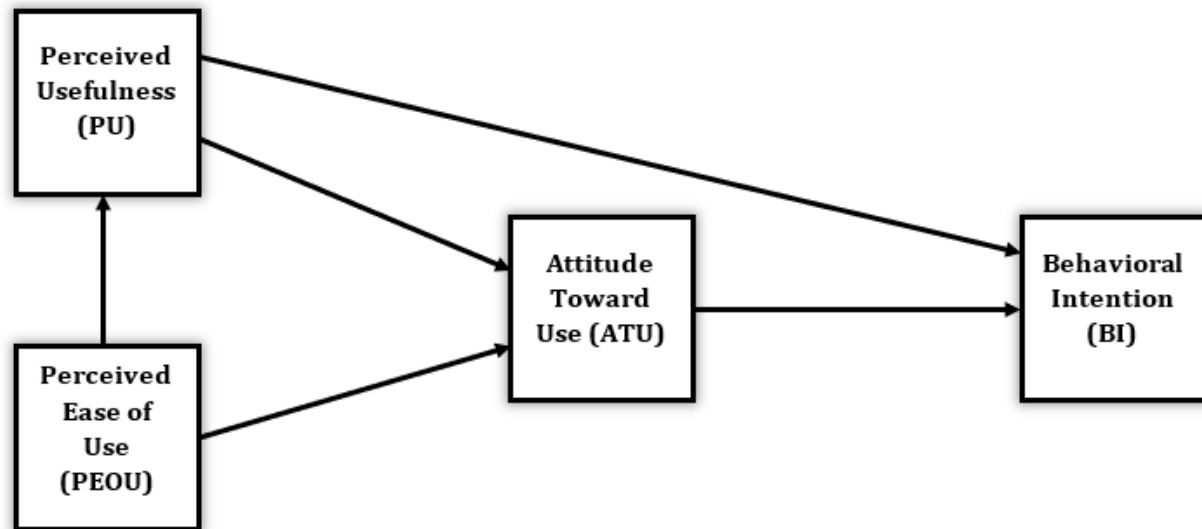 Perceived
Usefulness
(PU)
Attitude
Toward
Use (ATU)
Behavioral
Intention
(BI)
Perceived
Ease of
Use
(PEOU)